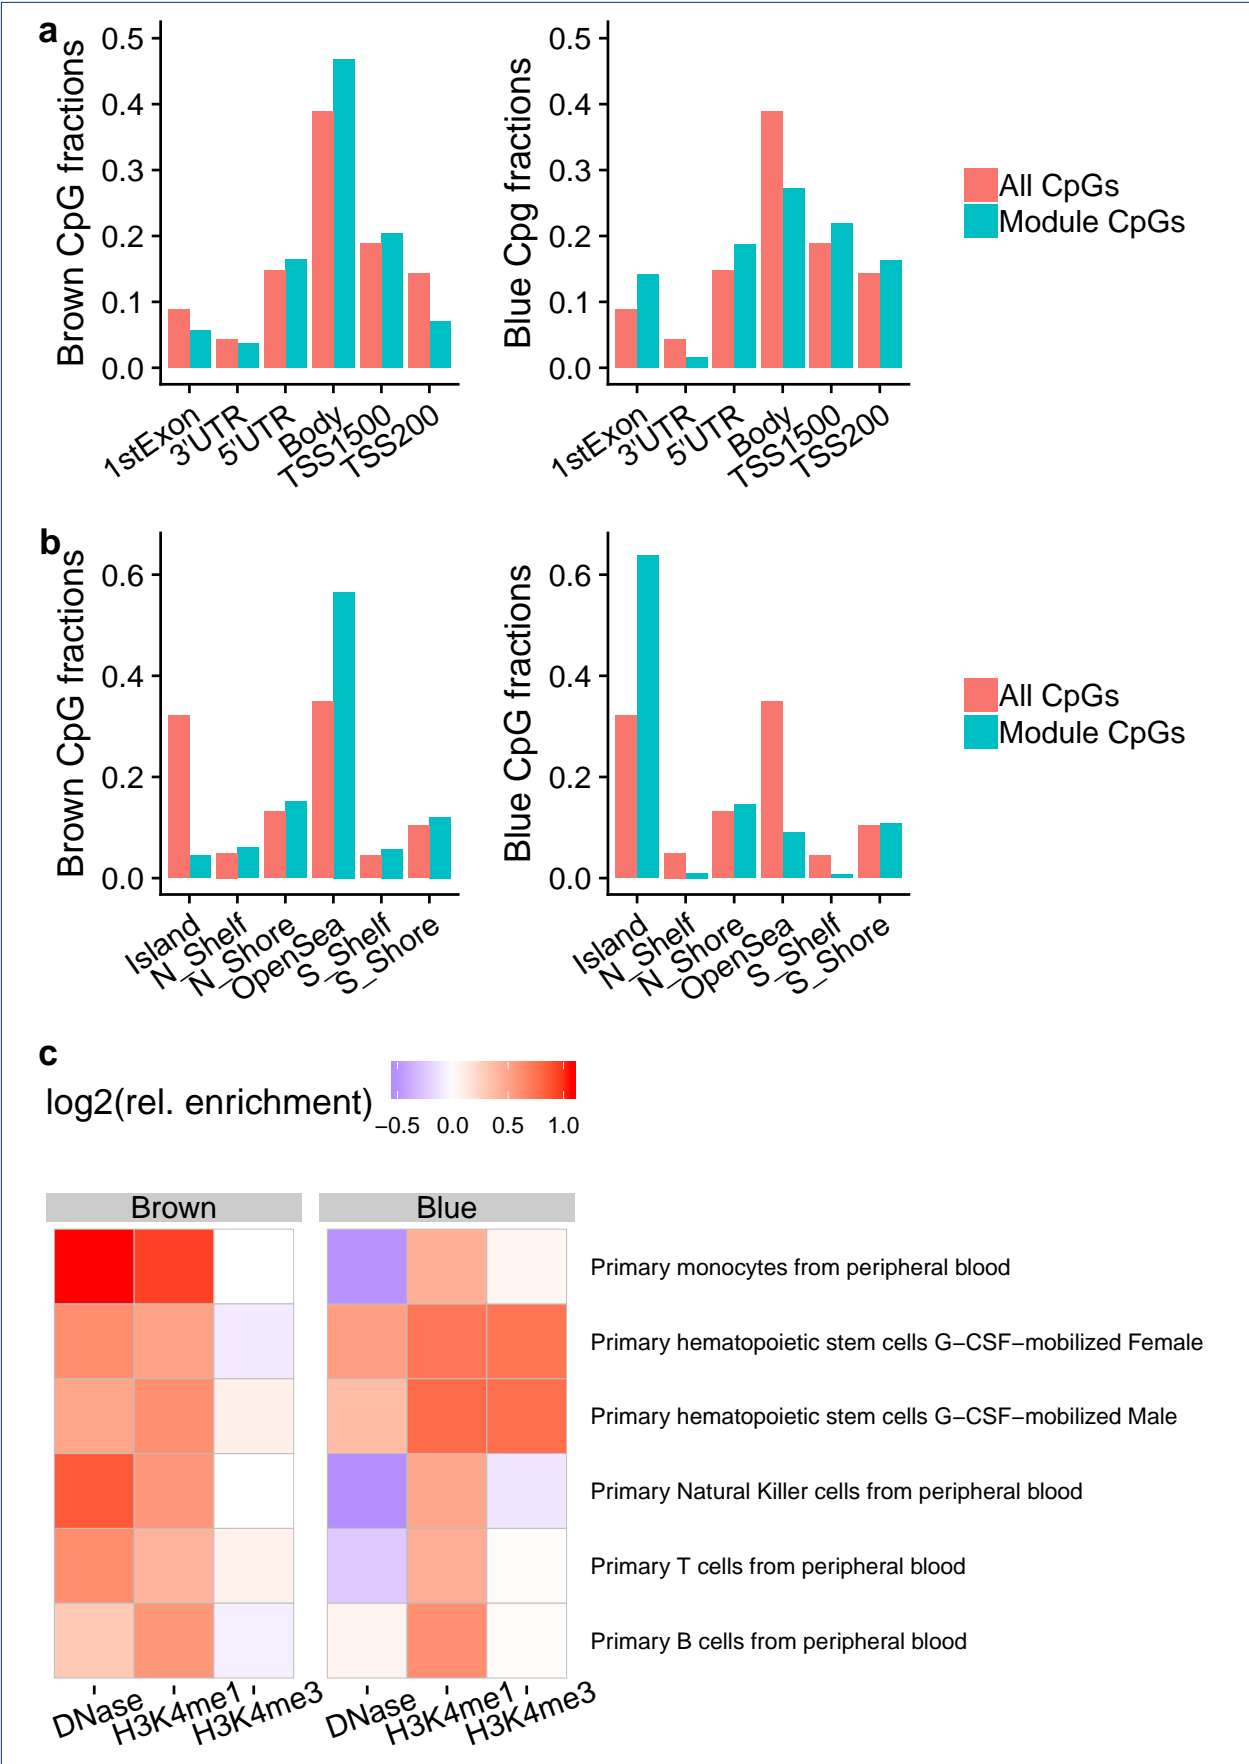 a
Brown CpG fractions
0.5
0.4
0.3
0.2
0.1
0.0
1stExon
3'UTR
5'UTR
Body
TSS1500
TSS200
Blue Cpg fractions
0.5
0.4
0.3
0.2
0.1
0.0
1stExon
3'UTR
5'UTR
Body
TSS1500
TSS200
All CpGs
Module CpGs
b
Brown CpG fractions
0.6
0.4
0.2
0.0
Island
N_Shelf
N_Shore
OpenSea
S_Shelf
S_Shore
Blue CpG fractions
0.6
0.4
0.2
0.0
Island
N_Shelf
N_Shore
OpenSea
S_Shelf
S_Shore
All CpGs
Module CpGs
c
log2(rel. enrichment)
−0.5 0.0 0.5 1.0
Brown
Blue
Primary monocytes from peripheral blood
Primary hematopoietic stem cells G−CSF−mobilized Female
Primary hematopoietic stem cells G−CSF−mobilized Male
Primary Natural Killer cells from peripheral blood
Primary T cells from peripheral blood
Primary B cells from peripheral blood
DNase
H3K4me1
H3K4me3
DNase
H3K4me1
H3K4me3